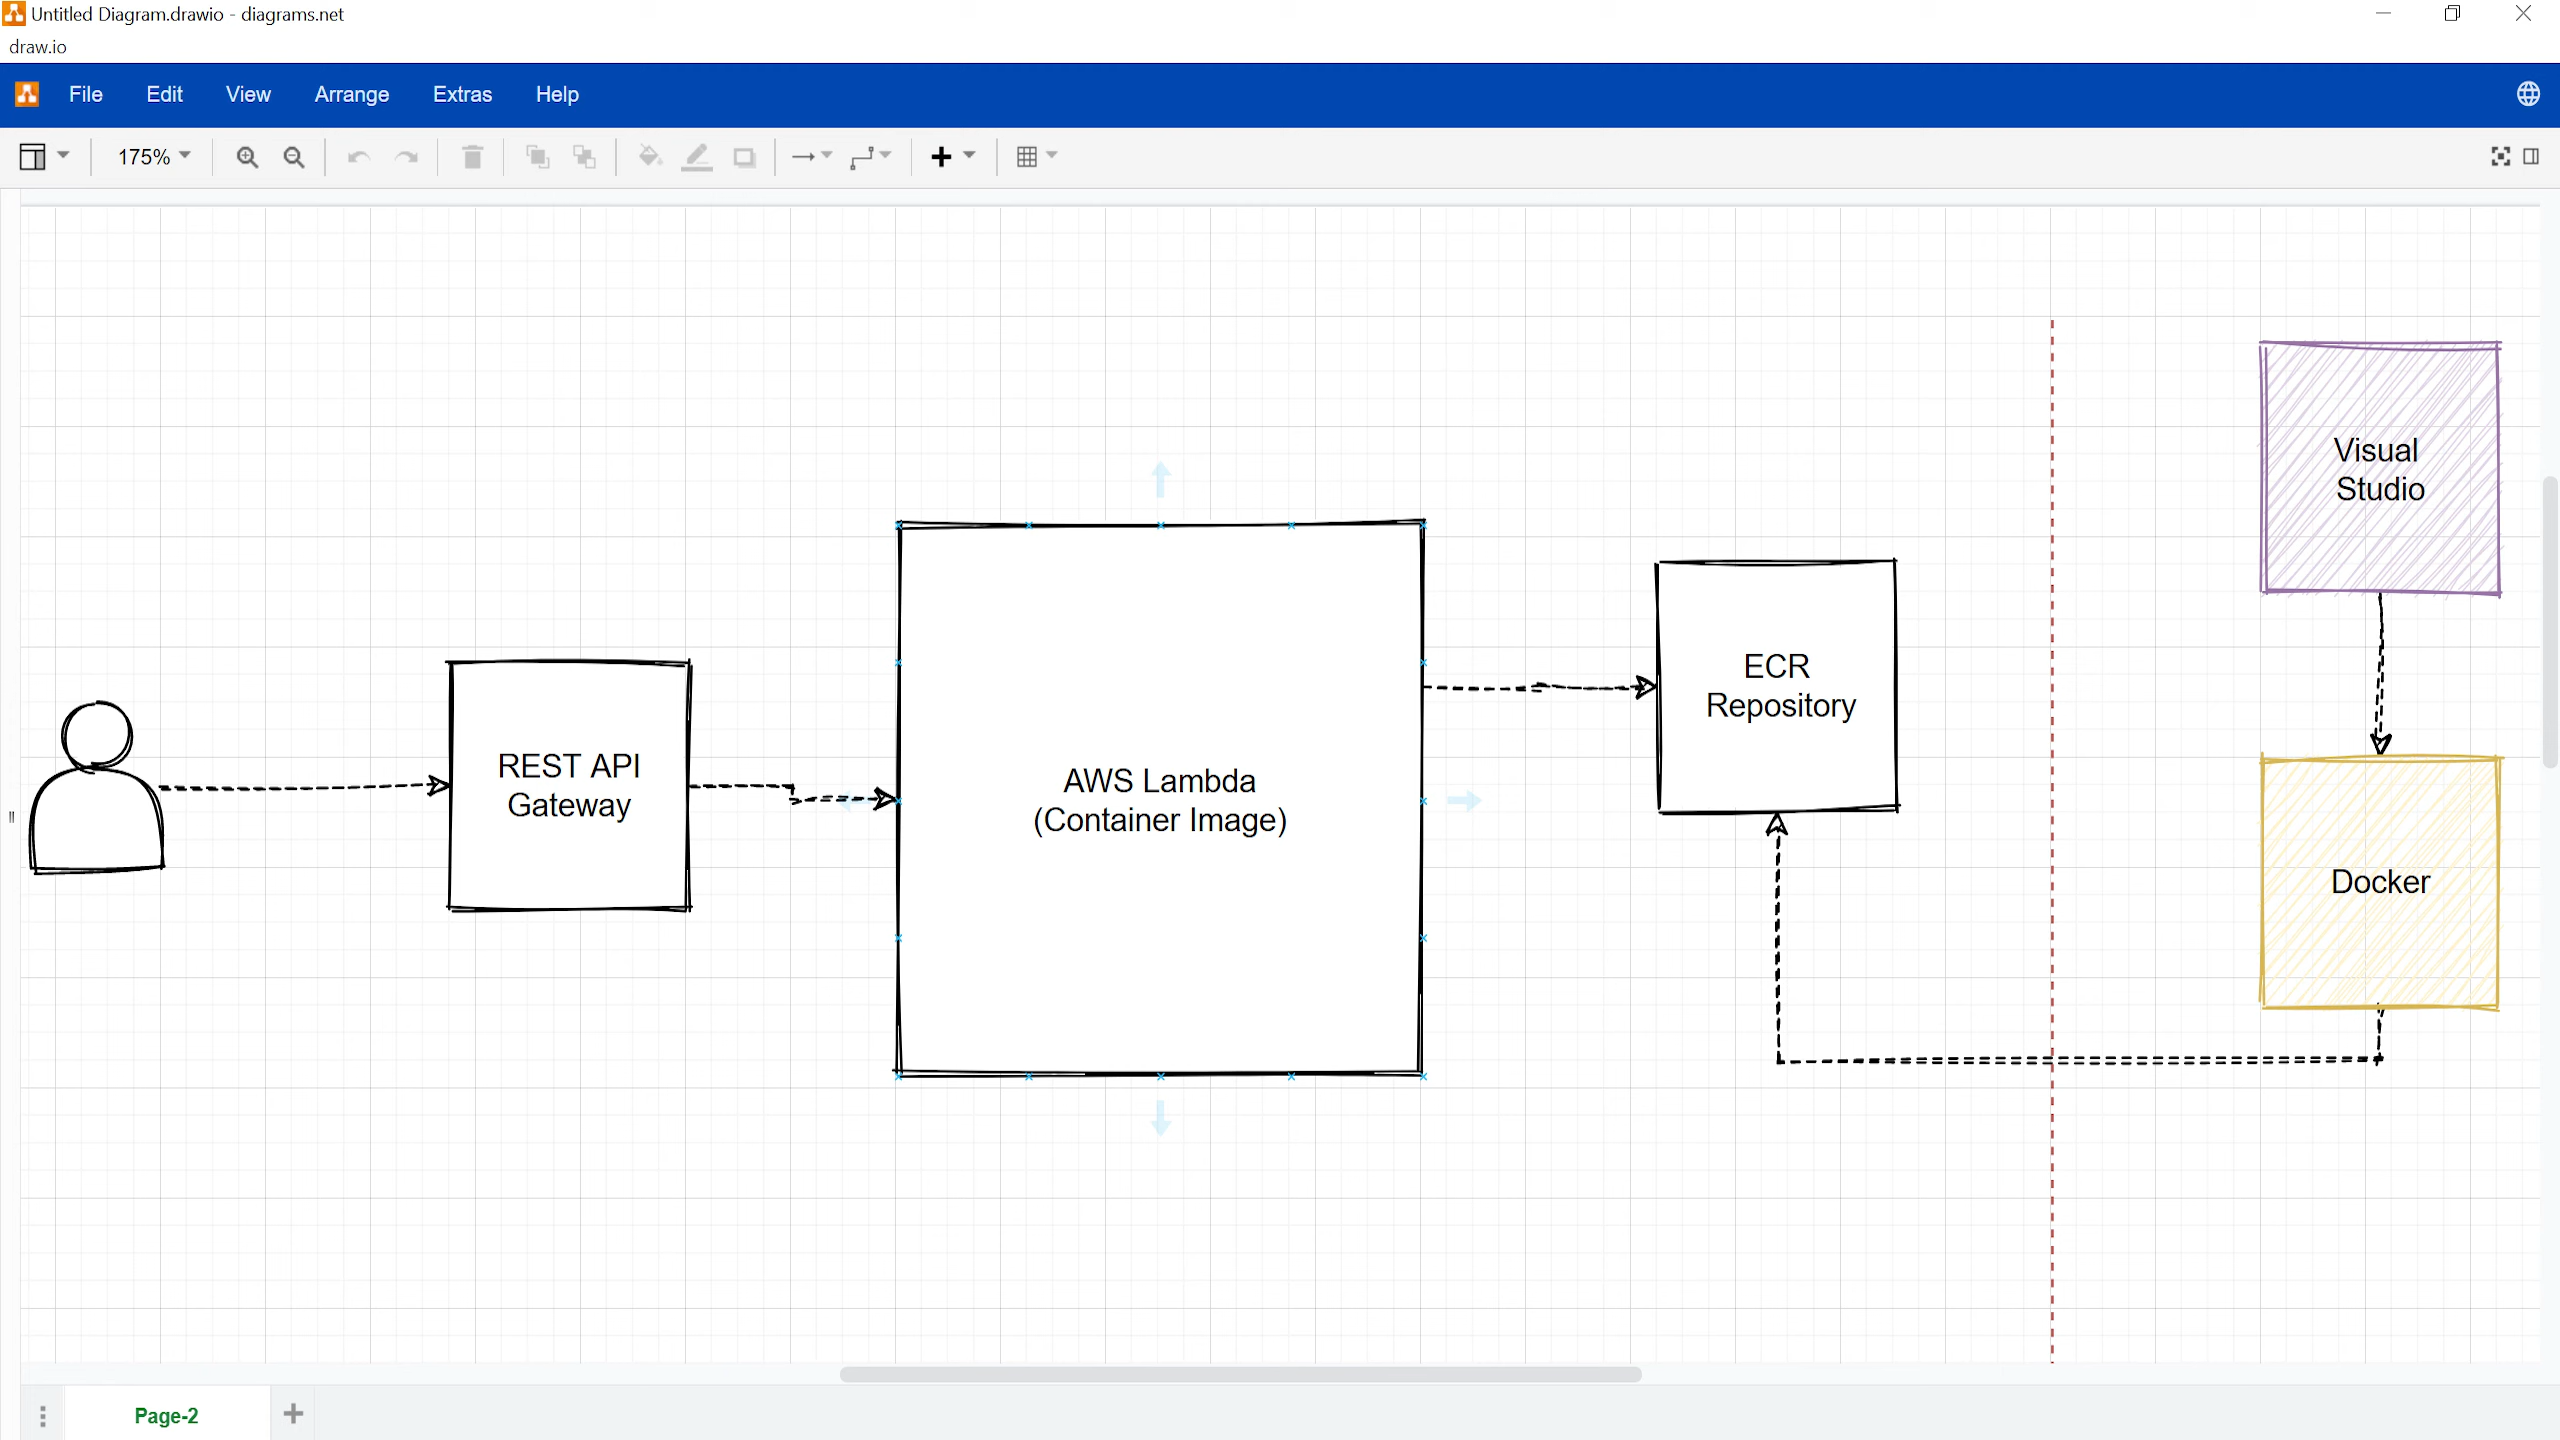 Untitled Diagram.drawio - diagrams.net
draw.io
File Edit View Arrange Extras Help
175%
Visual
Studio
ECR
Repository
REST API
Gateway
AWS Lambda
(Container Image)
Docker
Page-2